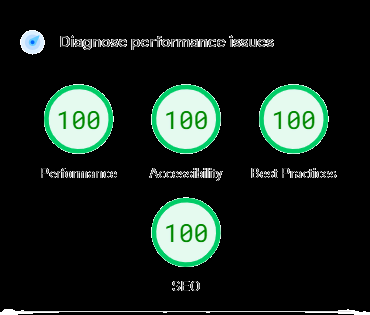 Diagnose performance issues
100 100 100
Performance Accessibility Best Practices
100
SEO